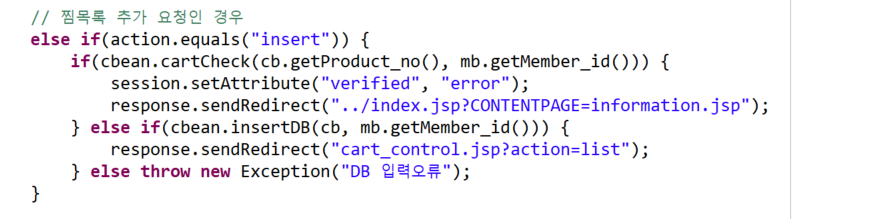 // 찜목록 추가 요청인 경우
else if(action.equals("insert")) {
    if(cbean.cartCheck(cb.getProduct_no(), mb.getMember_id())) {
        session.setAttribute("verified", "error");
        response.sendRedirect("../index.jsp?CONTENTPAGE=information.jsp");
    } else if(cbean.insertDB(cb, mb.getMember_id())) {
        response.sendRedirect("cart_control.jsp?action=list");
    } else throw new Exception("DB 입력오류");
}